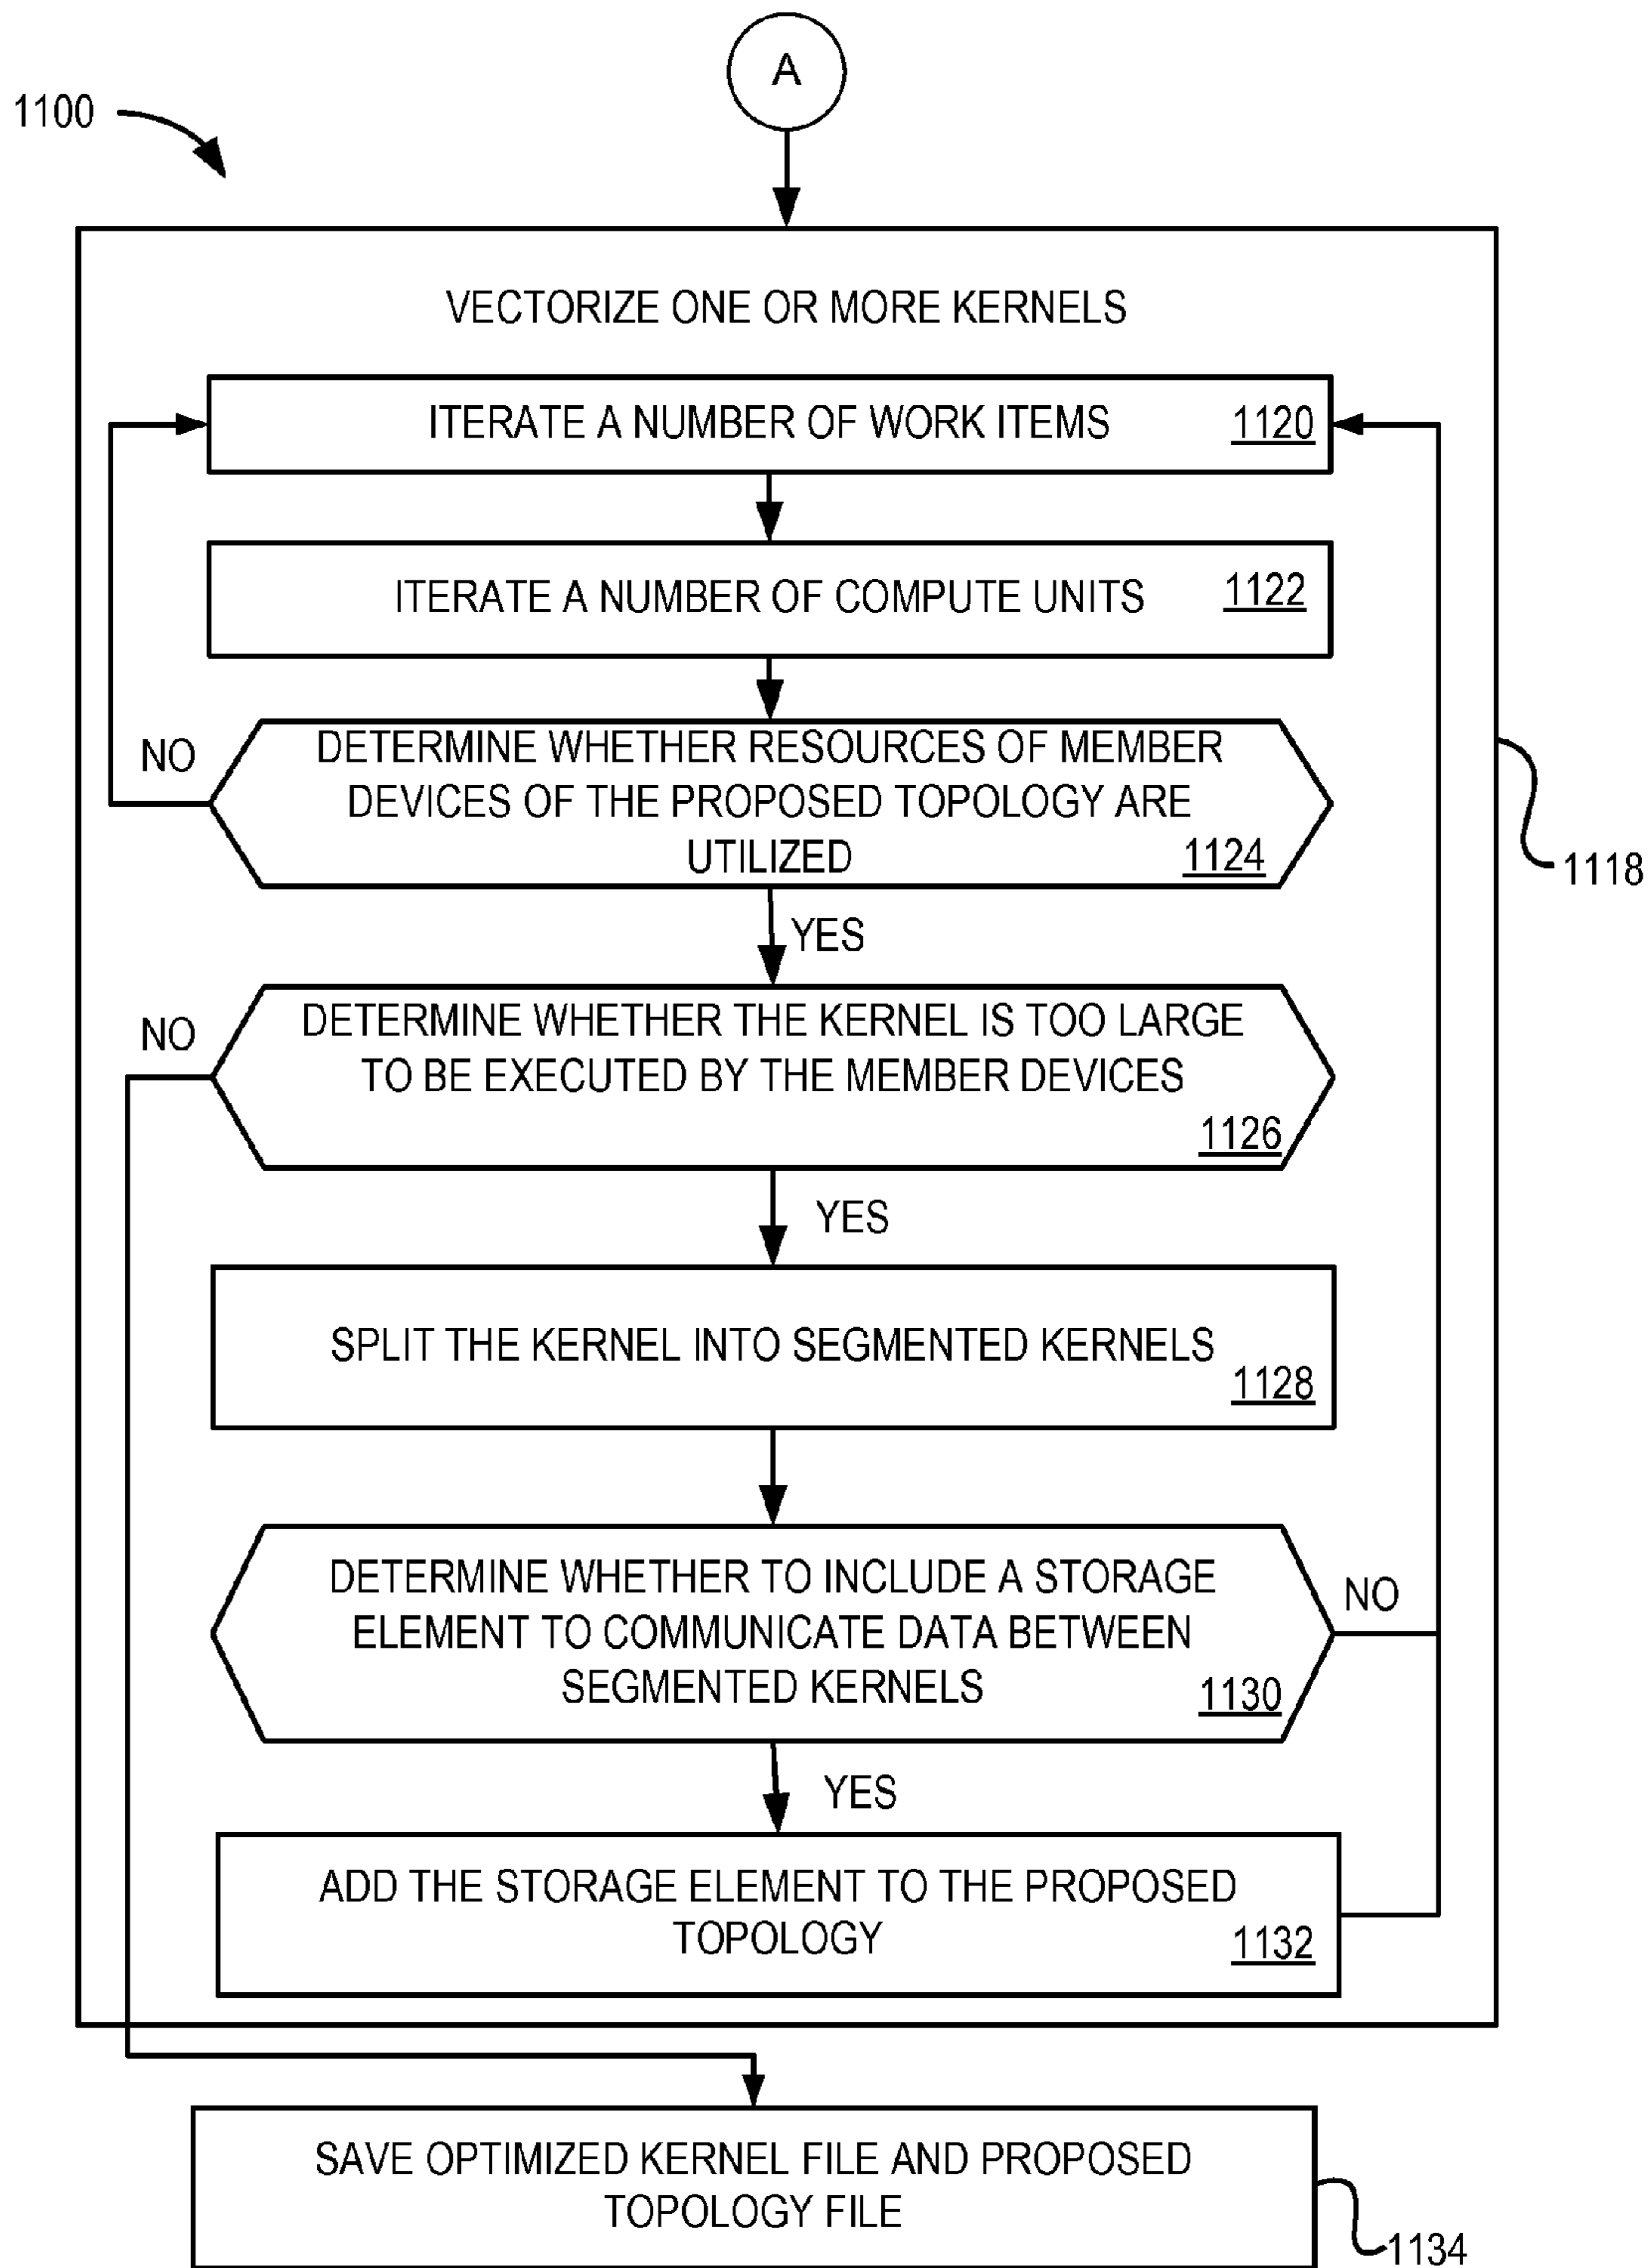 A
1100
VECTORIZE ONE OR MORE KERNELS
ITERATE A NUMBER OF WORK ITEMS 1120
ITERATE A NUMBER OF COMPUTE UNITS 1122
NO
DETERMINE WHETHER RESOURCES OF MEMBER
DEVICES OF THE PROPOSED TOPOLOGY ARE
UTILIZED 1124
1118
YES
NO
DETERMINE WHETHER THE KERNEL IS TOO LARGE
TO BE EXECUTED BY THE MEMBER DEVICES
1126
YES
SPLIT THE KERNEL INTO SEGMENTED KERNELS
1128
DETERMINE WHETHER TO INCLUDE A STORAGE
ELEMENT TO COMMUNICATE DATA BETWEEN
SEGMENTED KERNELS 1130
NO
YES
ADD THE STORAGE ELEMENT TO THE PROPOSED
TOPOLOGY 1132
SAVE OPTIMIZED KERNEL FILE AND PROPOSED
TOPOLOGY FILE
1134